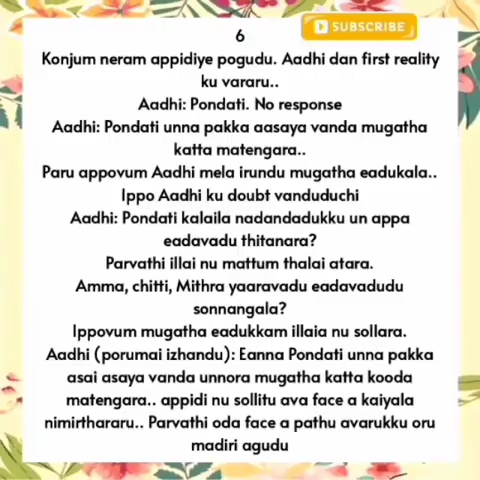 6
SUBSCRIBE
Konjum neram appidiye pogudu. Aadhi dan first reality
ku vararu..
Aadhi: Pondati. No response
Aadhi: Pondati unna pakka aasaya vanda mugatha
katta matengara..
Paru appovum Aadhi mela irundu mugatha eadukala..
Ippo Aadhi ku doubt vanduduchi
Aadhi: Pondati kalaila nadandadukku un appa
eadavadu thitanara?
Parvathi illai nu mattum thalai atara.
Amma, chitti, Mithra yaaravadu eadavadudu
sonnangala?
Ippovum mugatha eadukkam illaia nu sollara.
Aadhi (porumai izhandu): Eanna Pondati unna pakka
asai asaya vanda unnora mugatha katta kooda
matengara.. appidi nu sollitu ava face a kaiyala
nimirthararu.. Parvathi oda face a pathu avarukku oru
madiri agudu